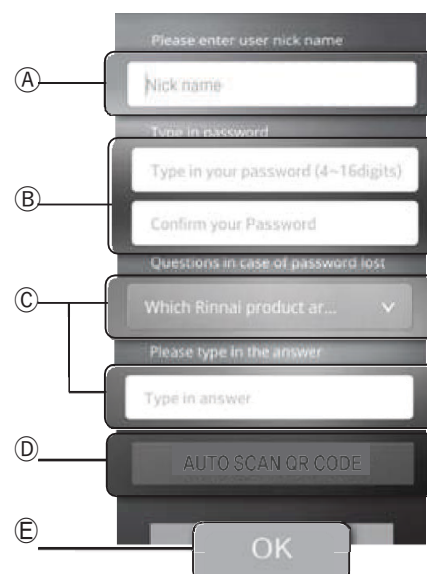 Please enter user nick name
Ⓐ
Nick name
Type in password
Ⓑ
Type in your password (4~16digits)
Confirm your Password
Questions in case of password lost
Ⓒ
Which Rinnai product ar...
Please type in the answer
Type in answer
Ⓓ
AUTO SCAN QR CODE
Ⓔ
OK